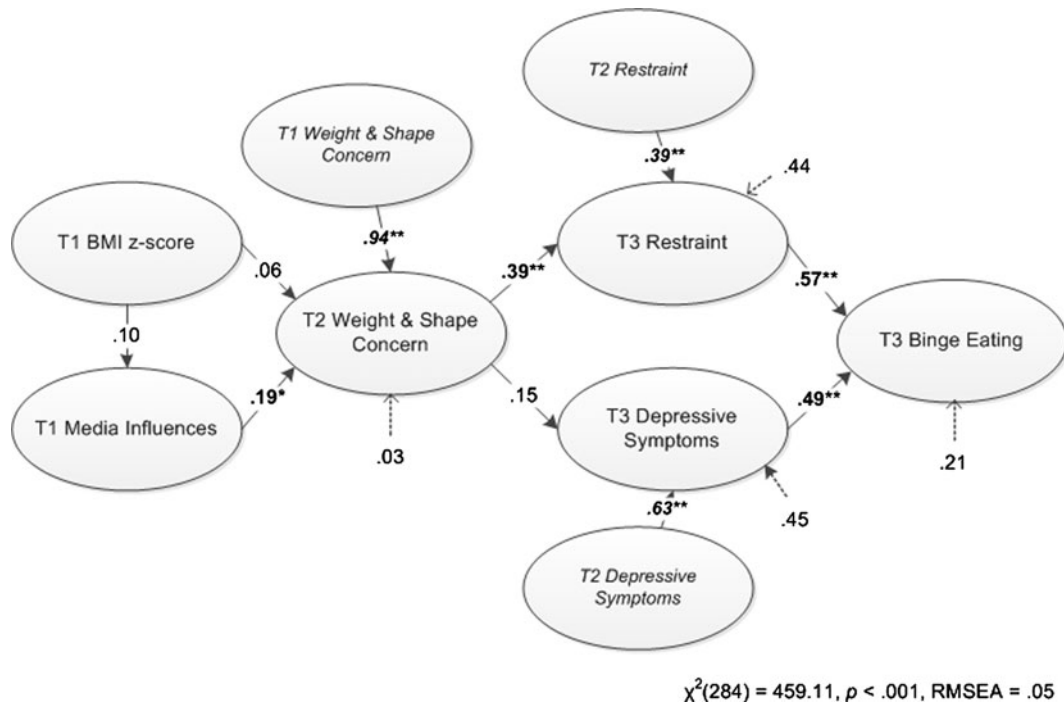 T2 Restraint
T1 Weight & Shape
Concern
.39**
.44
T1 BMI z-score
.94**
T3 Restraint
.06
.39**
.57**
T2 Weight & Shape
Concern
T3 Binge Eating
.10
.19*
.15
T1 Media Influences
T3 Depressive
Symptoms
.49**
.03
.21
.63**
.45
T2 Depressive
Symptoms
χ²(284) = 459.11, p < .001, RMSEA = .05